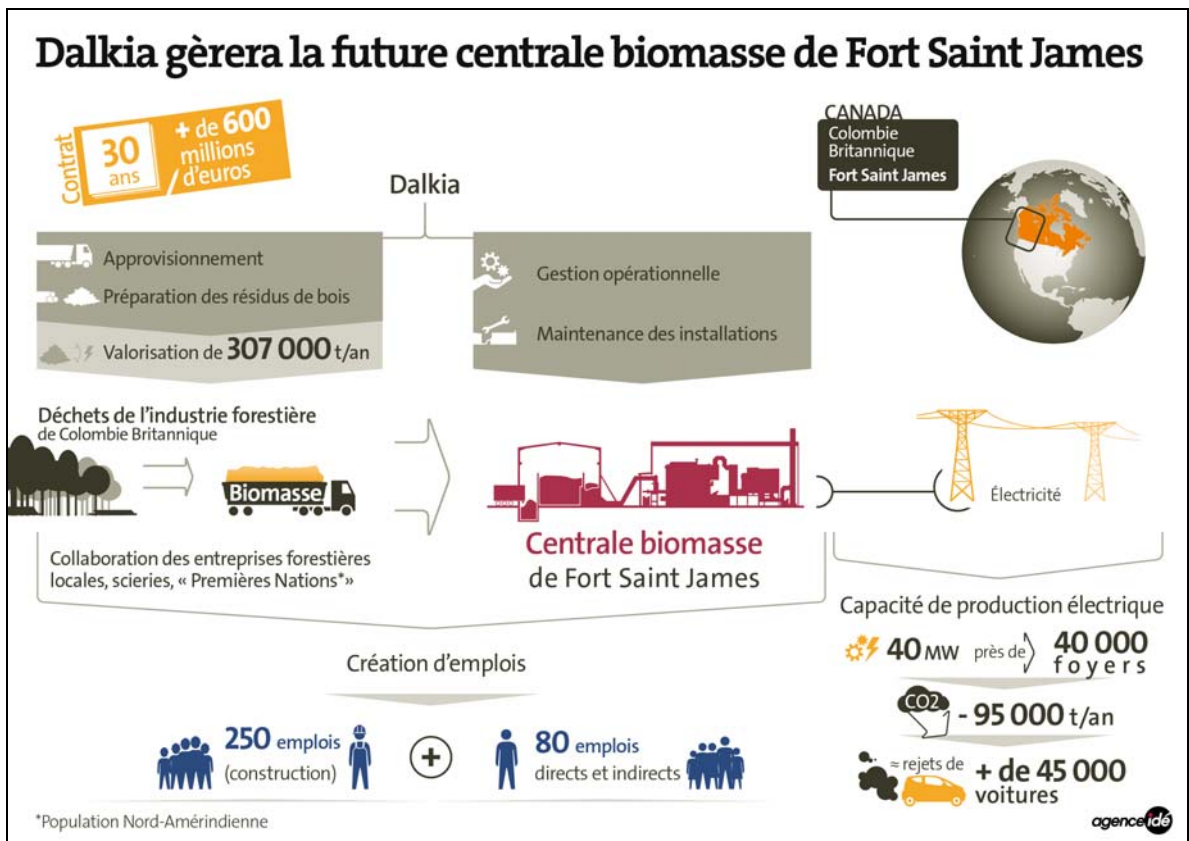 Dalkia gèrera la future centrale biomasse de Fort Saint James
Contrat
30
ans
+ de 600
millions
d'euros
Dalkia
CANADA
Colombie
Britannique
Fort Saint James
Approvisionnement
Préparation des résidus de bois
Valorisation de 307 000 t/an
Gestion opérationnelle
Maintenance des installations
Déchets de l'industrie forestière
de Colombie Britannique
Biomasse
Collaboration des entreprises forestières
locales, scieries, « Premières Nations*»
Centrale biomasse
de Fort Saint James
Électricité
Création d'emplois
250 emplois
(construction)
+
80 emplois
directs et indirects
Capacité de production électrique
40 MW près de 40 000
foyers
CO2
- 95 000 t/an
≈ rejets de + de 45 000
voitures
*Population Nord-Amérindienne
agence idé